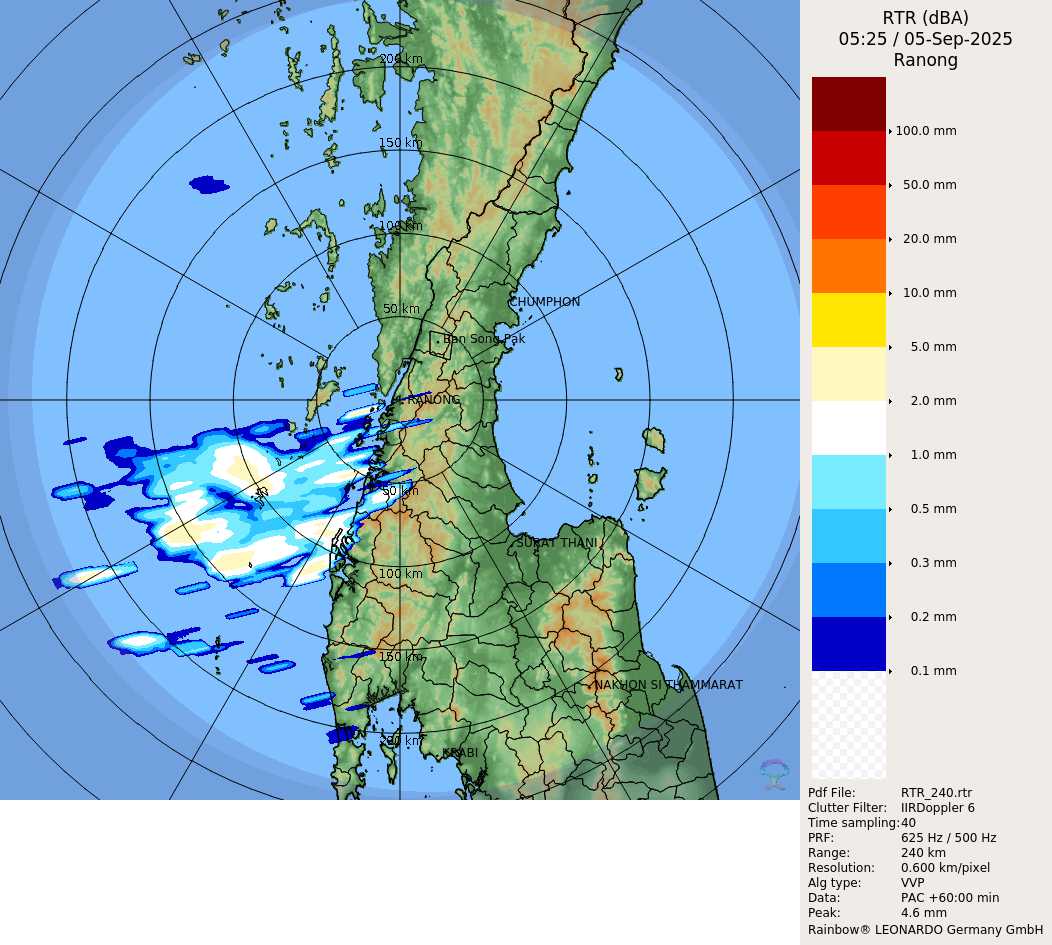 RTR (dBA)
05:25 / 05-Sep-2025
Ranong
200 km
150 km
100 km
50 km
CHUMPHON
Ban Song Pak
RANONG
50 km
SURAT THANI
100 km
150 km
NAKHON SI THAMMARAT
200 km
KRABI
100.0 mm
50.0 mm
20.0 mm
10.0 mm
5.0 mm
2.0 mm
1.0 mm
0.5 mm
0.3 mm
0.2 mm
0.1 mm
Pdf File: RTR_240.rtr
Clutter Filter: IIRDoppler 6
Time sampling:40
PRF: 625 Hz / 500 Hz
Range: 240 km
Resolution: 0.600 km/pixel
Alg type: VVP
Data: PAC +60:00 min
Peak: 4.6 mm
Rainbow® LEONARDO Germany GmbH